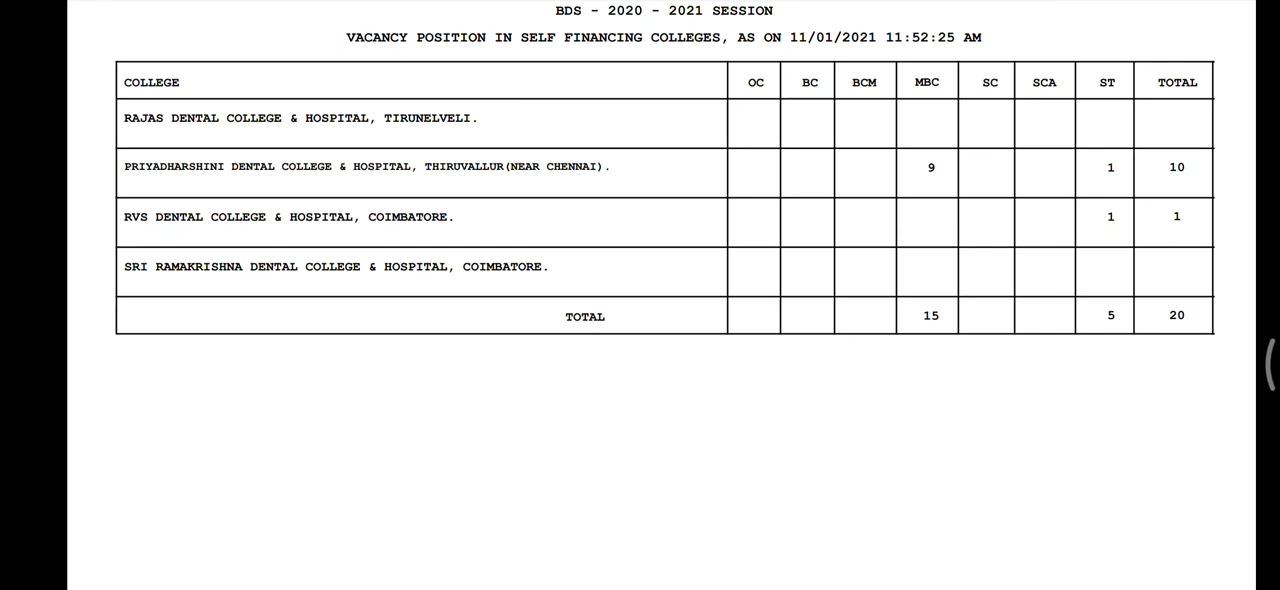 BDS - 2020 - 2021 SESSION
VACANCY POSITION IN SELF FINANCING COLLEGES, AS ON 11/01/2021 11:52:25 AM
COLLEGE OC BC BCM MBC SC SCA ST TOTAL
RAJAS DENTAL COLLEGE & HOSPITAL, TIRUNELVELI.
PRIYADHARSHINI DENTAL COLLEGE & HOSPITAL, THIRUVALLUR(NEAR CHENNAI). 9 1 10
RVS DENTAL COLLEGE & HOSPITAL, COIMBATORE. 1 1
SRI RAMAKRISHNA DENTAL COLLEGE & HOSPITAL, COIMBATORE.
TOTAL 15 5 20